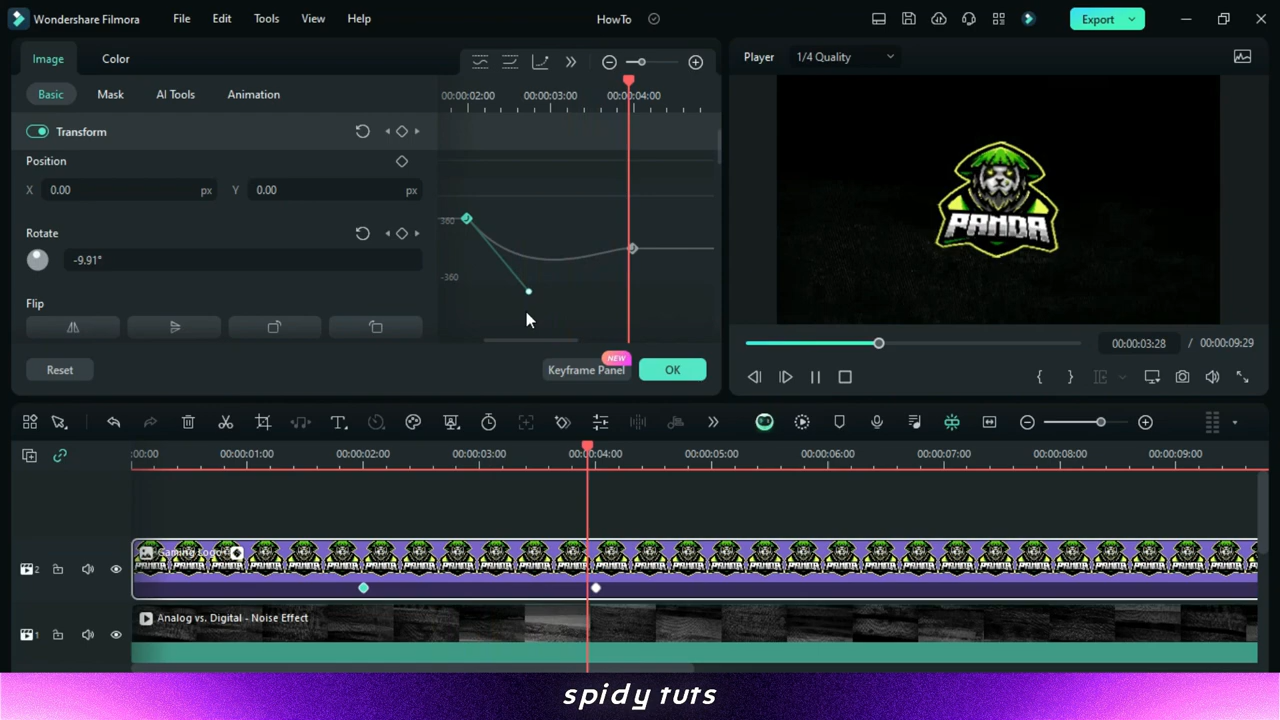 Wondershare Filmora
File
Edit
Tools
View
Help
HowTo
Export
Image
Color
Basic
Mask
AI Tools
Animation
Transform
Position
X 0.00 px Y 0.00 px
Rotate
-9.91°
Flip
00:00:02:00 00:00:03:00 00:00:04:00
360
-360
Reset
Keyframe Panel
NEW
OK
Player
1/4 Quality
PANDA
00:00:03:28 / 00:00:09:29
:00:00 00:00:01:00 00:00:02:00 00:00:03:00 00:00:04:00 00:00:05:00 00:00:06:00 00:00:07:00 00:00:08:00 00:00:09:00
2
Gaming Logo
1
Analog vs. Digital - Noise Effect
spidy tuts